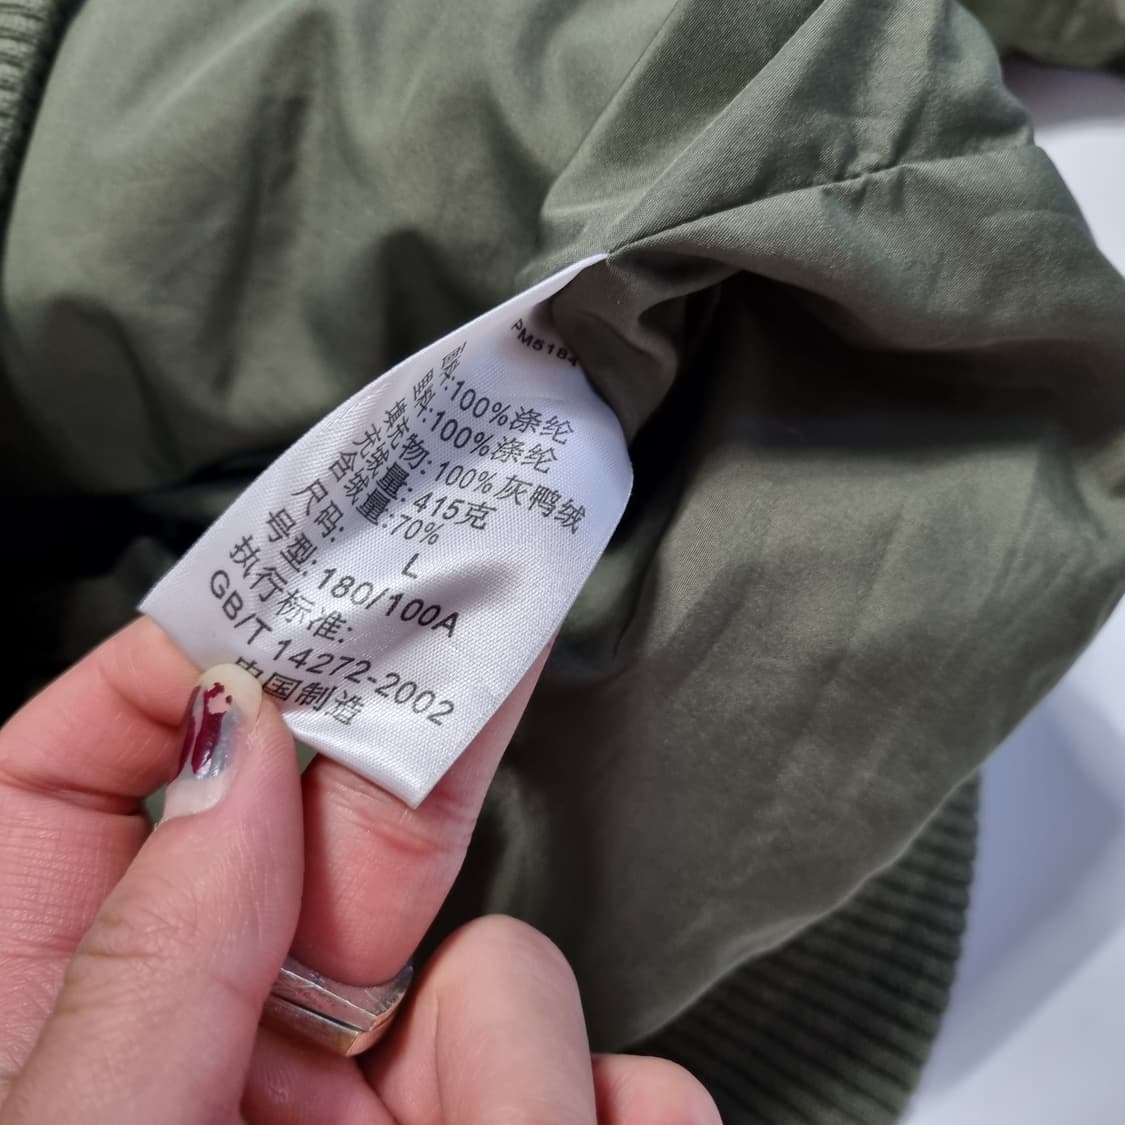 PM5184
面料:100%涤纶
里料:100%涤纶
填充物:100%灰鸭绒
充绒量:415克
含绒量:70%
尺码: L
号型:180/100A
执行标准:
GB/T 14272-2002
中国制造